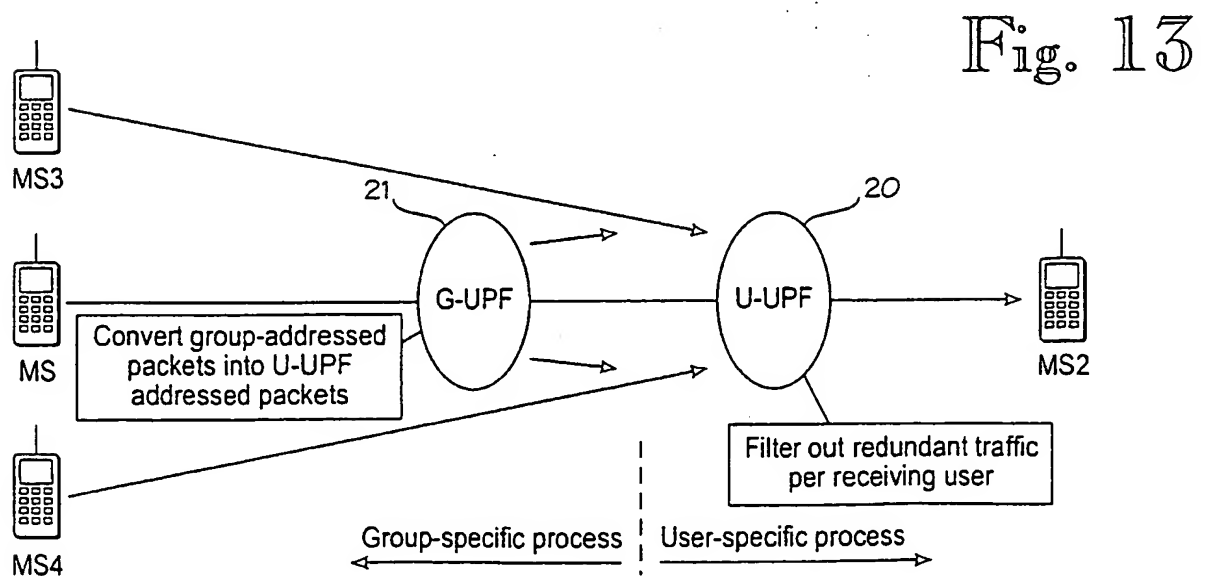 Fig. 13
MS3
21
20
G-UPF
U-UPF
MS
Convert group-addressed
packets into U-UPF
addressed packets
MS2
Filter out redundant traffic
per receiving user
MS4
Group-specific process
User-specific process